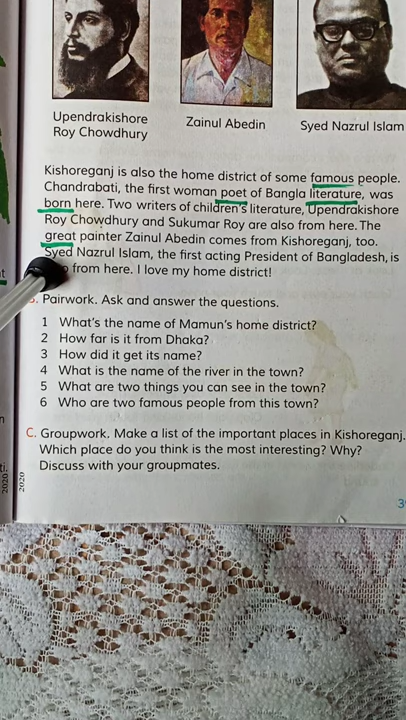 Upendrakishore
Roy Chowdhury
Zainul Abedin
Syed Nazrul Islam
Kishoreganj is also the home district of some famous people.
Chandrabati, the first woman poet of Bangla literature, was
born here. Two writers of children's literature, Upendrakishore
Roy Chowdhury and Sukumar Roy are also from here. The
great painter Zainul Abedin comes from Kishoreganj, too.
Syed Nazrul Islam, the first acting President of Bangladesh, is
from here. I love my home district!
Pairwork. Ask and answer the questions.
1 What's the name of Mamun's home district?
2 How far is it from Dhaka?
3 How did it get its name?
4 What is the name of the river in the town?
5 What are two things you can see in the town?
6 Who are two famous people from this town?
C. Groupwork. Make a list of the important places in Kishoreganj.
Which place do you think is the most interesting? Why?
Discuss with your groupmates.
2020
2020